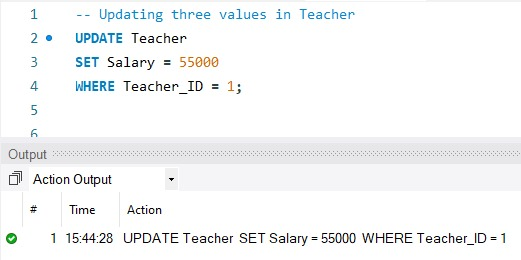 1 -- Updating three values in Teacher
2 UPDATE Teacher
3 SET Salary = 55000
4 WHERE Teacher_ID = 1;
5
6
Output
Action Output
# Time Action
1 15:44:28 UPDATE Teacher SET Salary = 55000 WHERE Teacher_ID = 1